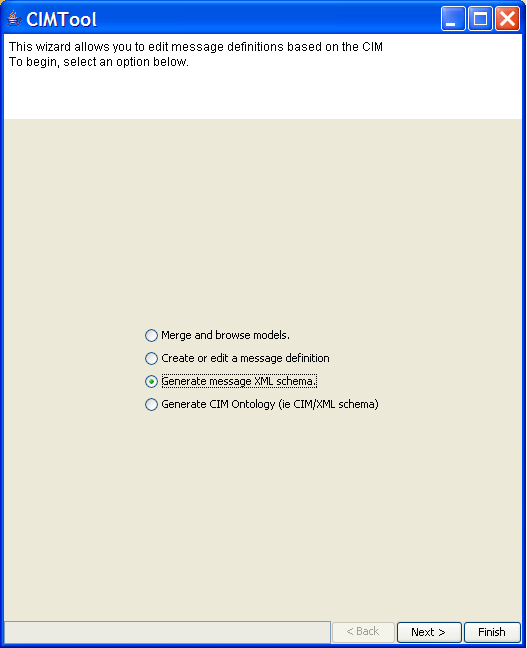 CIMTool
This wizard allows you to edit message definitions based on the CIM
To begin, select an option below.
Merge and browse models.
Create or edit a message definition
Generate message XML schema.
Generate CIM Ontology (ie CIM/XML schema)
< Back
Next >
Finish